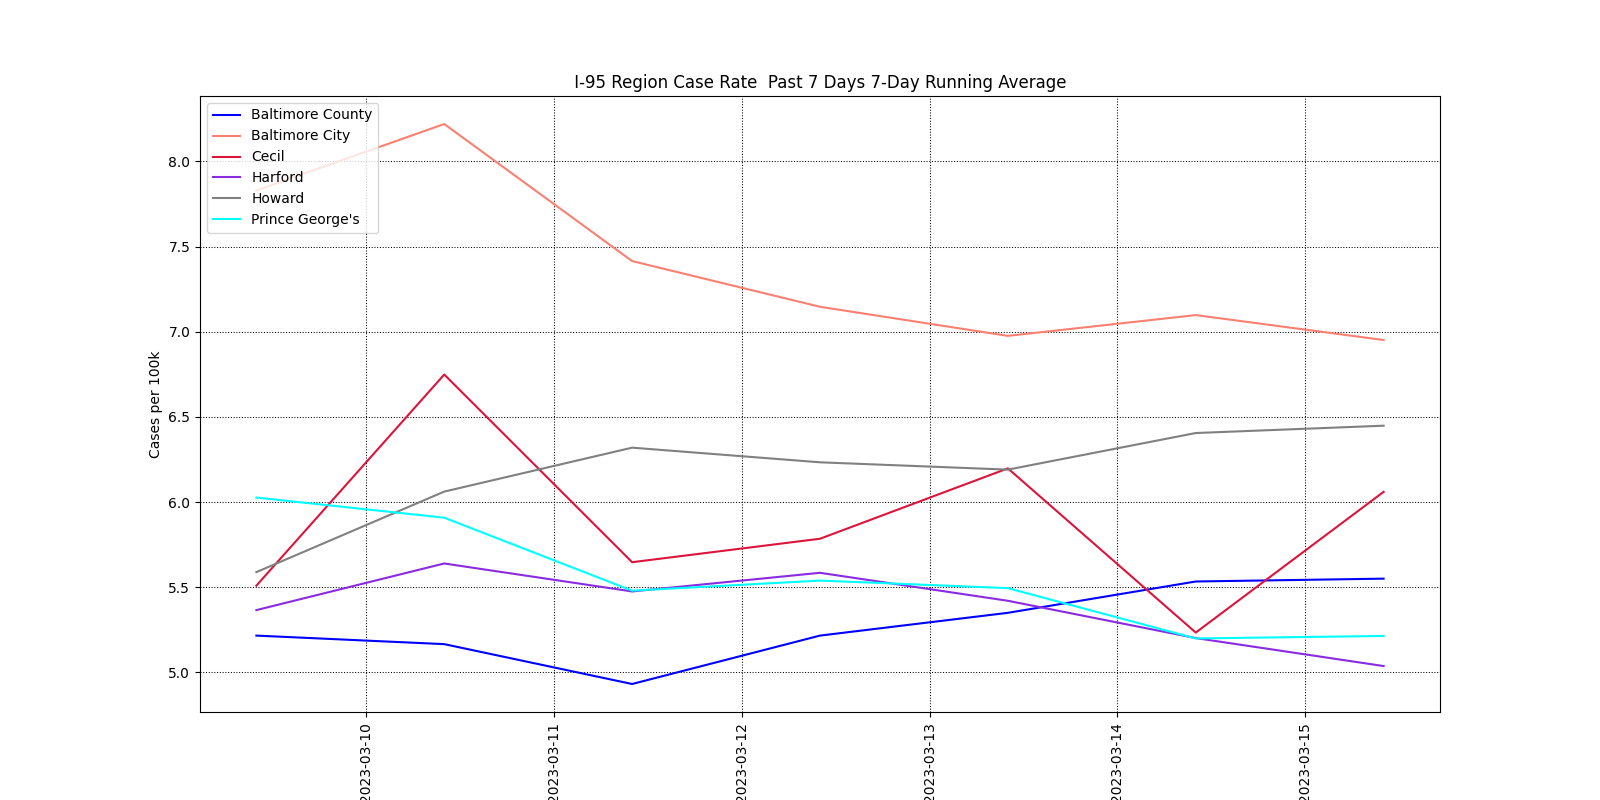 I-95 Region Case Rate  Past 7 Days 7-Day Running Average
Baltimore County
Baltimore City
Cecil
Harford
Howard
Prince George's
8.0
7.5
7.0
6.5
6.0
5.5
5.0
Cases per 100k
2023-03-10
2023-03-11
2023-03-12
2023-03-13
2023-03-14
2023-03-15